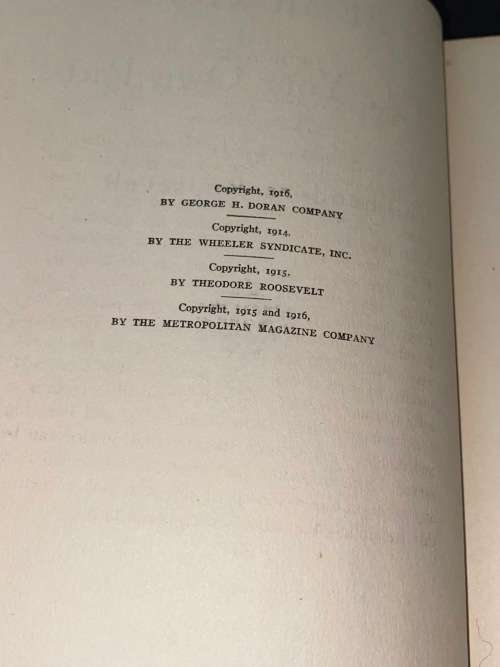 Copyright, 1916,
BY GEORGE H. DORAN COMPANY
Copyright, 1914,
BY THE WHEELER SYNDICATE, INC.
Copyright, 1915,
BY THEODORE ROOSEVELT
Copyright, 1915 and 1916,
BY THE METROPOLITAN MAGAZINE COMPANY